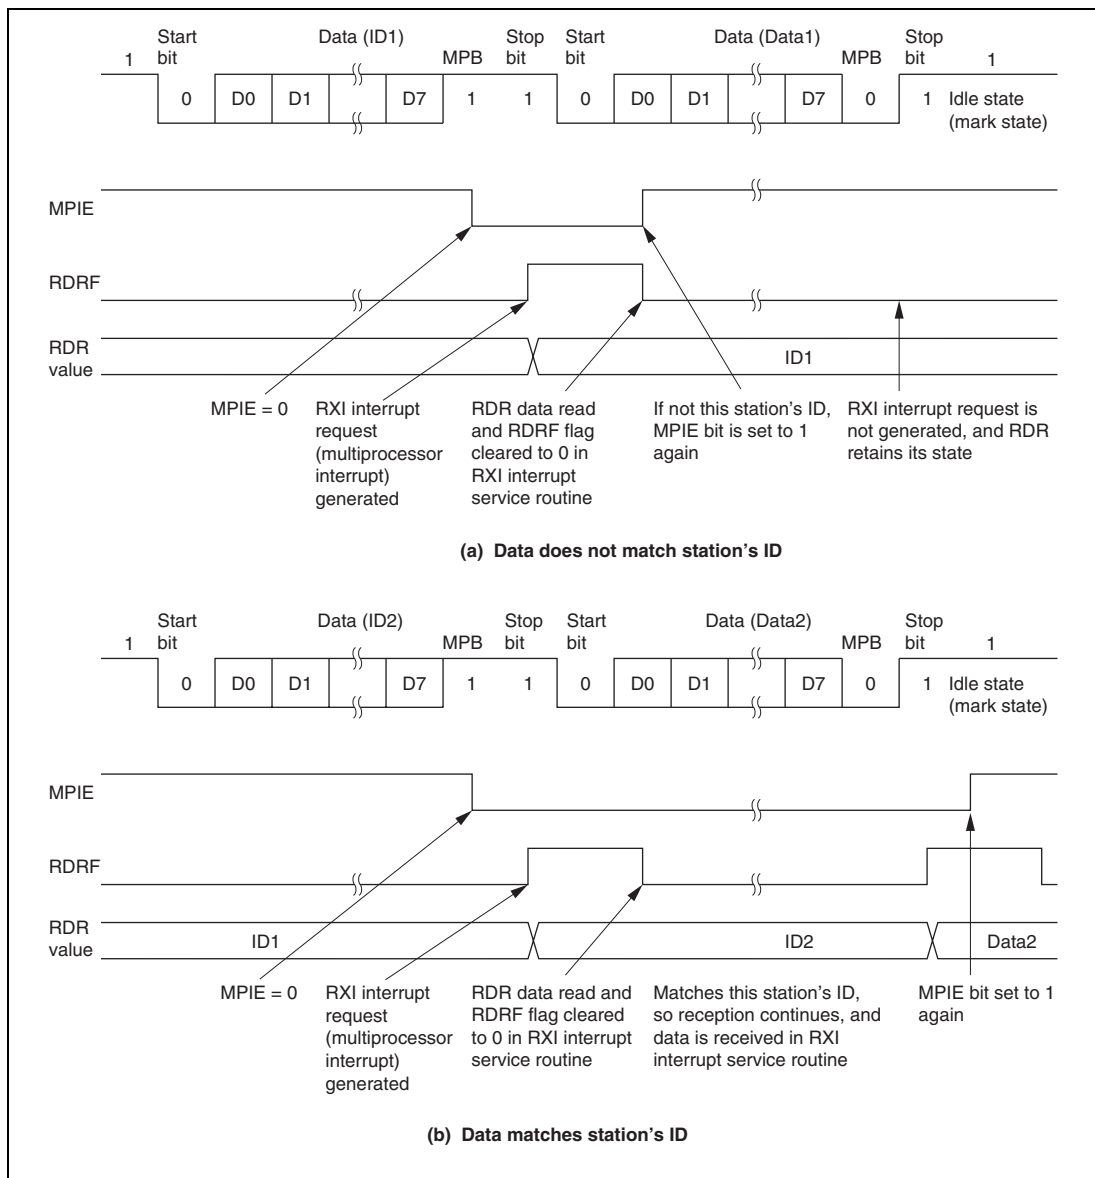 Start bit
Data (ID1)
MPB
Stop bit
Start bit
Data (Data1)
MPB
Stop bit
1
1
0 D0 D1 D7 1 1 0 D0 D1 D7 0 1 Idle state (mark state)
MPIE
RDRF
RDR value
ID1
MPIE = 0
RXI interrupt
request
(multiprocessor
interrupt)
generated
RDR data read
and RDRF flag
cleared to 0 in
RXI interrupt
service routine
If not this station's ID,
MPIE bit is set to 1
again
RXI interrupt request is
not generated, and RDR
retains its state
(a) Data does not match station's ID
Start bit
Data (ID2)
MPB
Stop bit
Start bit
Data (Data2)
MPB
Stop bit
1
1
0 D0 D1 D7 1 1 0 D0 D1 D7 0 1 Idle state (mark state)
MPIE
RDRF
RDR value
ID1
ID2
Data2
MPIE = 0
RXI interrupt
request
(multiprocessor
interrupt)
generated
RDR data read and
RDRF flag cleared
to 0 in RXI interrupt
service routine
Matches this station's ID,
so reception continues, and
data is received in RXI
interrupt service routine
MPIE bit set to 1
again
(b) Data matches station's ID